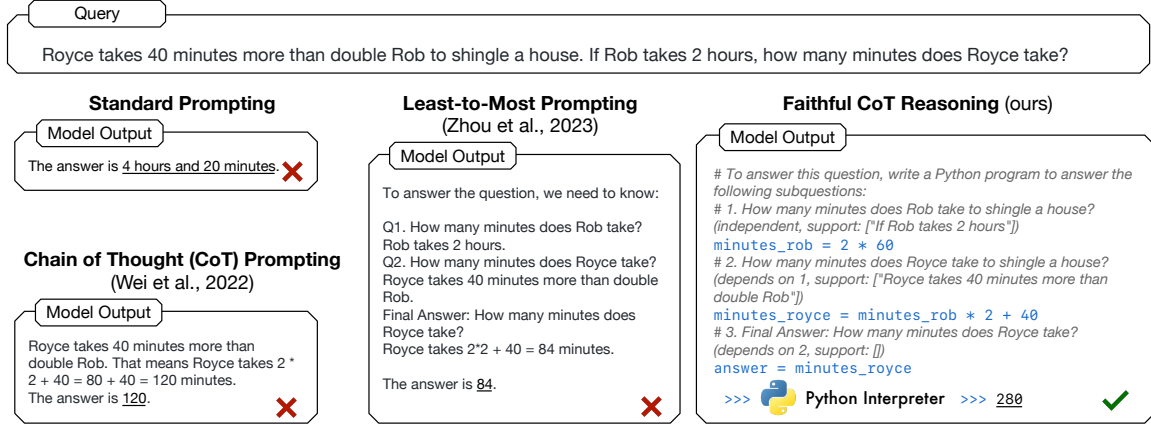 Query
Royce takes 40 minutes more than double Rob to shingle a house. If Rob takes 2 hours, how many minutes does Royce take?
Standard Prompting
Model Output
The answer is 4 hours and 20 minutes.
Chain of Thought (CoT) Prompting
(Wei et al., 2022)
Model Output
Royce takes 40 minutes more than
double Rob. That means Royce takes 2 *
2 + 40 = 80 + 40 = 120 minutes.
The answer is 120.
Least-to-Most Prompting
(Zhou et al., 2023)
Model Output
To answer the question, we need to know:
Q1. How many minutes does Rob take?
Rob takes 2 hours.
Q2. How many minutes does Royce take?
Royce takes 40 minutes more than double
Rob.
Final Answer: How many minutes does
Royce take?
Royce takes 2*2 + 40 = 84 minutes.
The answer is 84.
Faithful CoT Reasoning (ours)
Model Output
# To answer this question, write a Python program to answer the
following subquestions:
# 1. How many minutes does Rob take to shingle a house?
(independent, support: ["If Rob takes 2 hours"])
minutes_rob = 2 * 60
# 2. How many minutes does Royce take to shingle a house?
(depends on 1, support: ["Royce takes 40 minutes more than
double Rob"])
minutes_royce = minutes_rob * 2 + 40
# 3. Final Answer: How many minutes does Royce take?
(depends on 2, support: [])
answer = minutes_royce
>>> Python Interpreter >>> 280